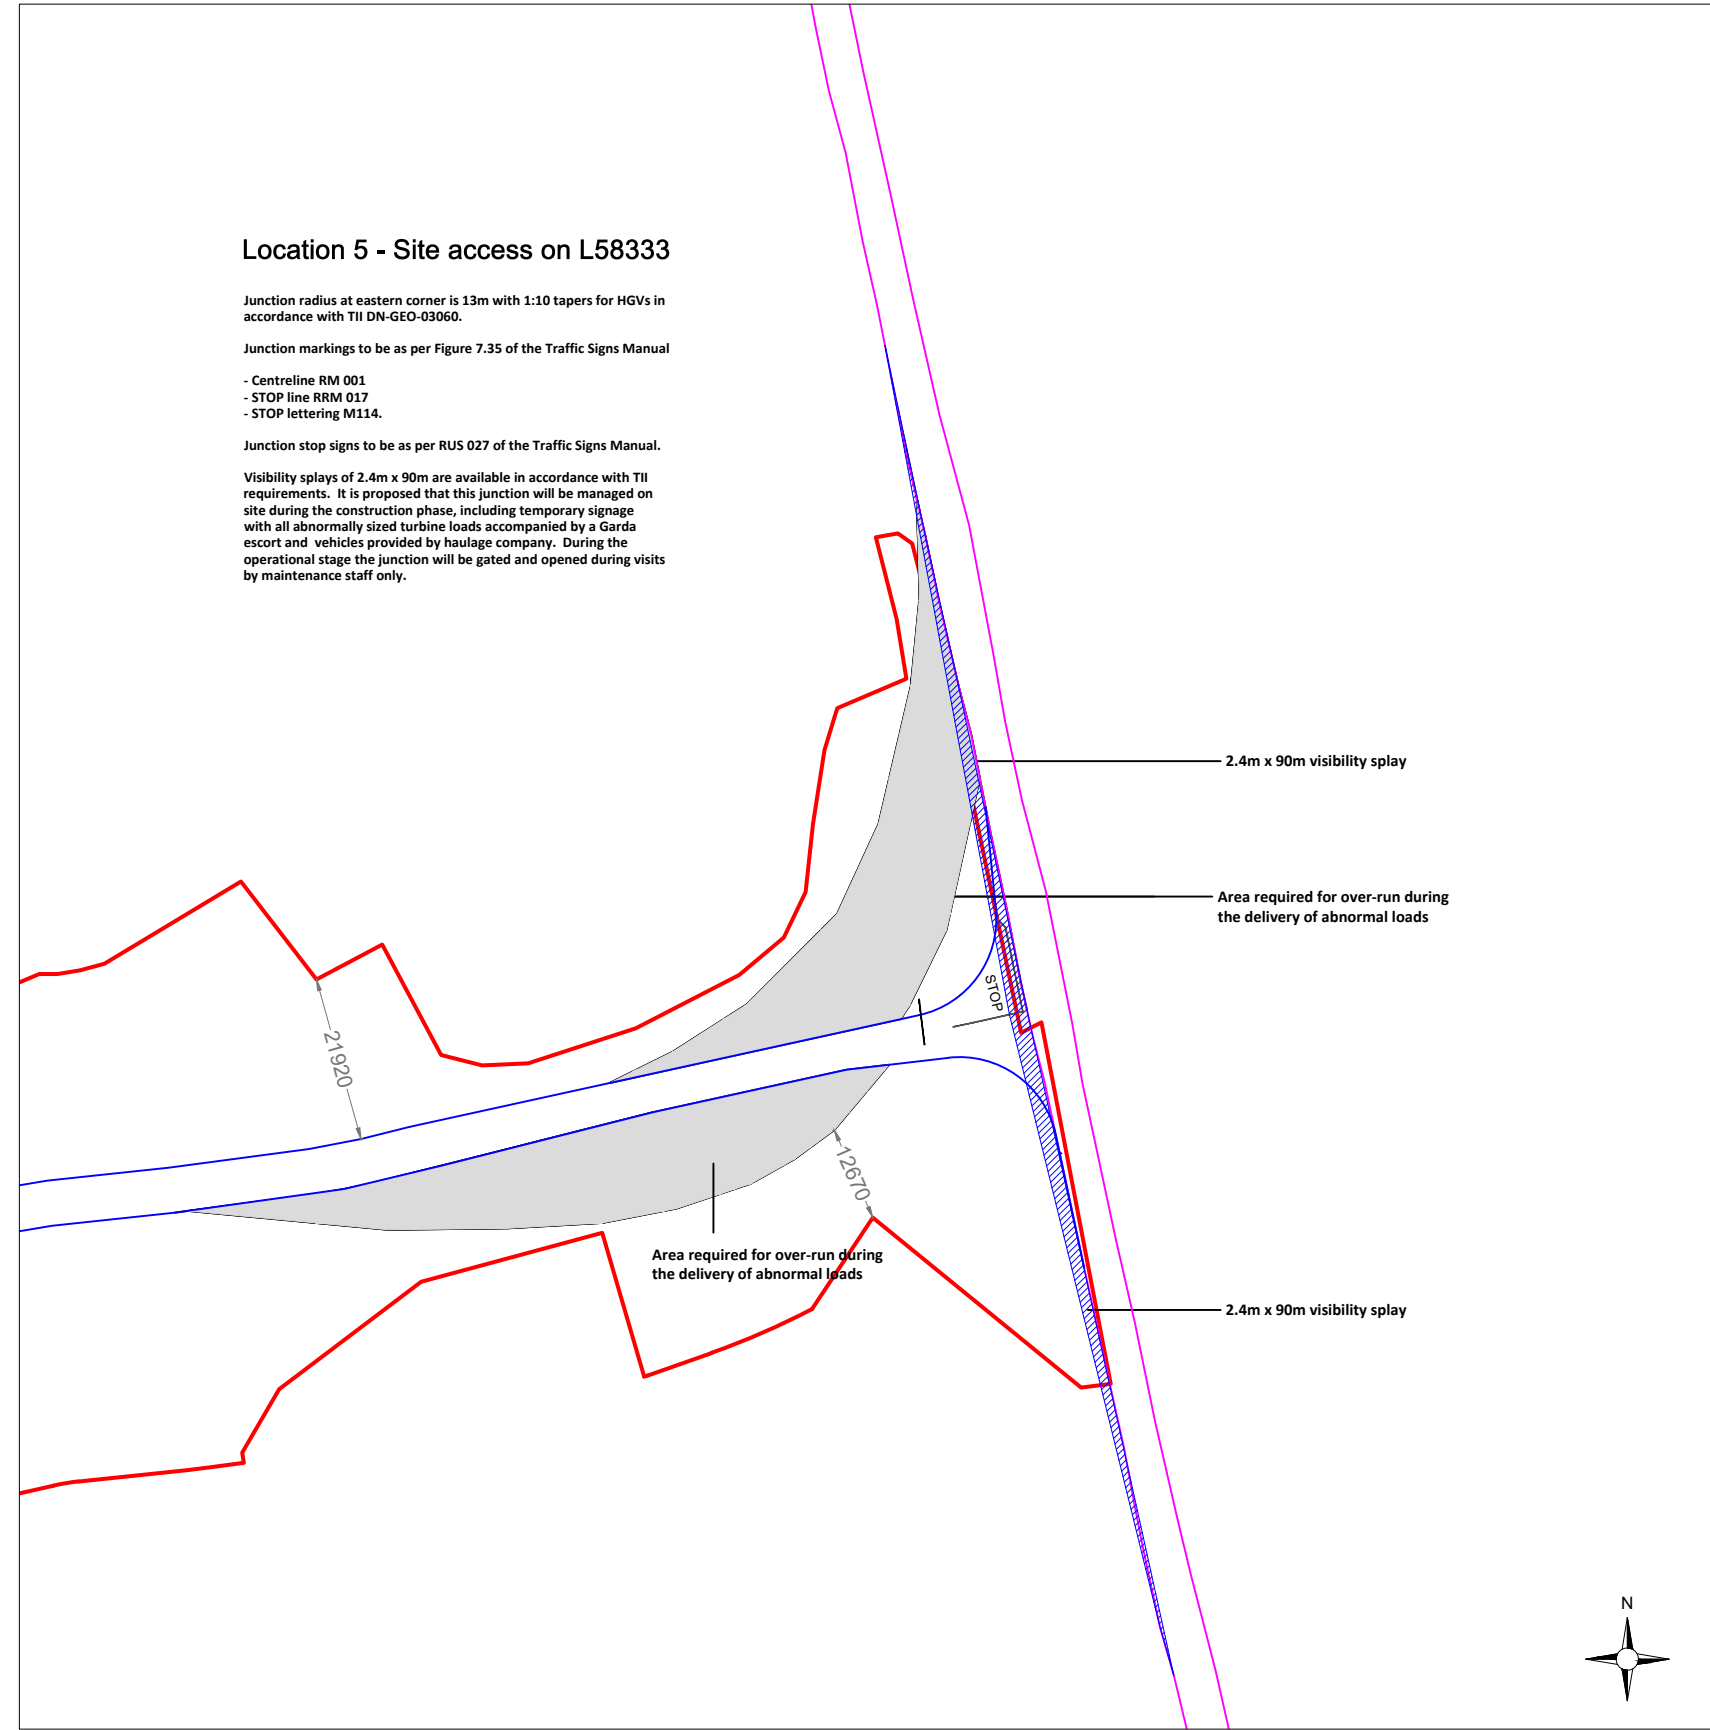 Location 5 - Site access on L58333
Junction radius at eastern corner is 13m with 1:10 tapers for HGVs in
accordance with TII DN-GEO-03060.
Junction markings to be as per Figure 7.35 of the Traffic Signs Manual
- Centreline RM 001
- STOP line RRM 017
- STOP lettering M114.
Junction stop signs to be as per RUS 027 of the Traffic Signs Manual.
Visibility splays of 2.4m x 90m are available in accordance with TII
requirements. It is proposed that this junction will be managed on
site during the construction phase, including temporary signage
with all abnormally sized turbine loads accompanied by a Garda
escort and vehicles provided by haulage company. During the
operational stage the junction will be gated and opened during visits
by maintenance staff only.
2.4m x 90m visibility splay
Area required for over-run during
the delivery of abnormal loads
STOP
21920
12670
Area required for over-run during
the delivery of abnormal loads
2.4m x 90m visibility splay
N